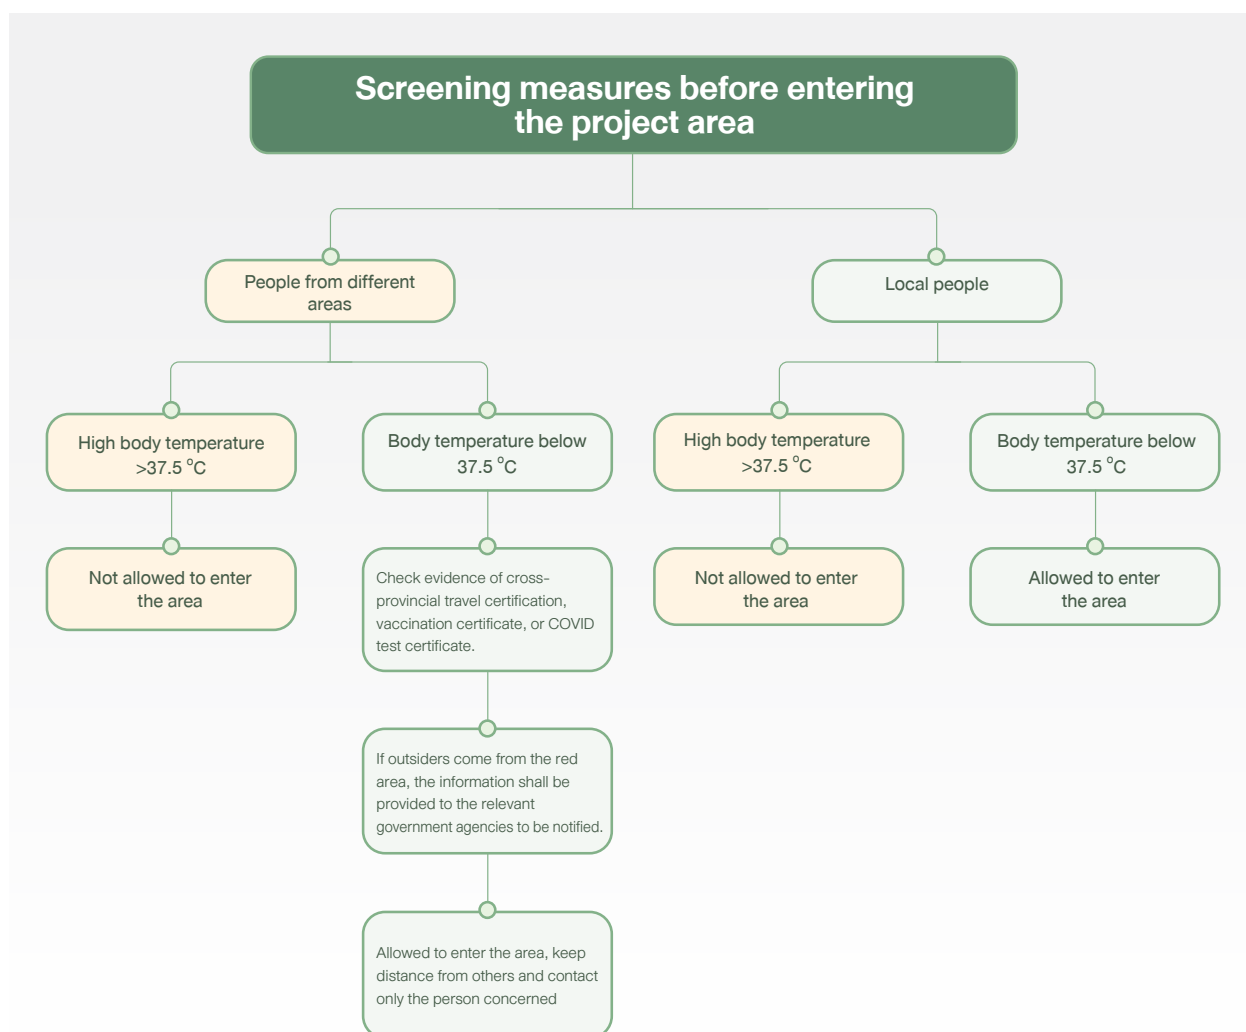 Screening measures before entering
the project area
People from different
areas
Local people
High body temperature
>37.5 °C
Body temperature below
37.5 °C
High body temperature
>37.5 °C
Body temperature below
37.5 °C
Not allowed to enter
the area
Check evidence of cross-
provincial travel certification,
vaccination certificate, or COVID
test certificate.
Not allowed to enter
the area
Allowed to enter
the area
If outsiders come from the red
area, the information shall be
provided to the relevant
government agencies to be notified.
Allowed to enter the area, keep
distance from others and contact
only the person concerned